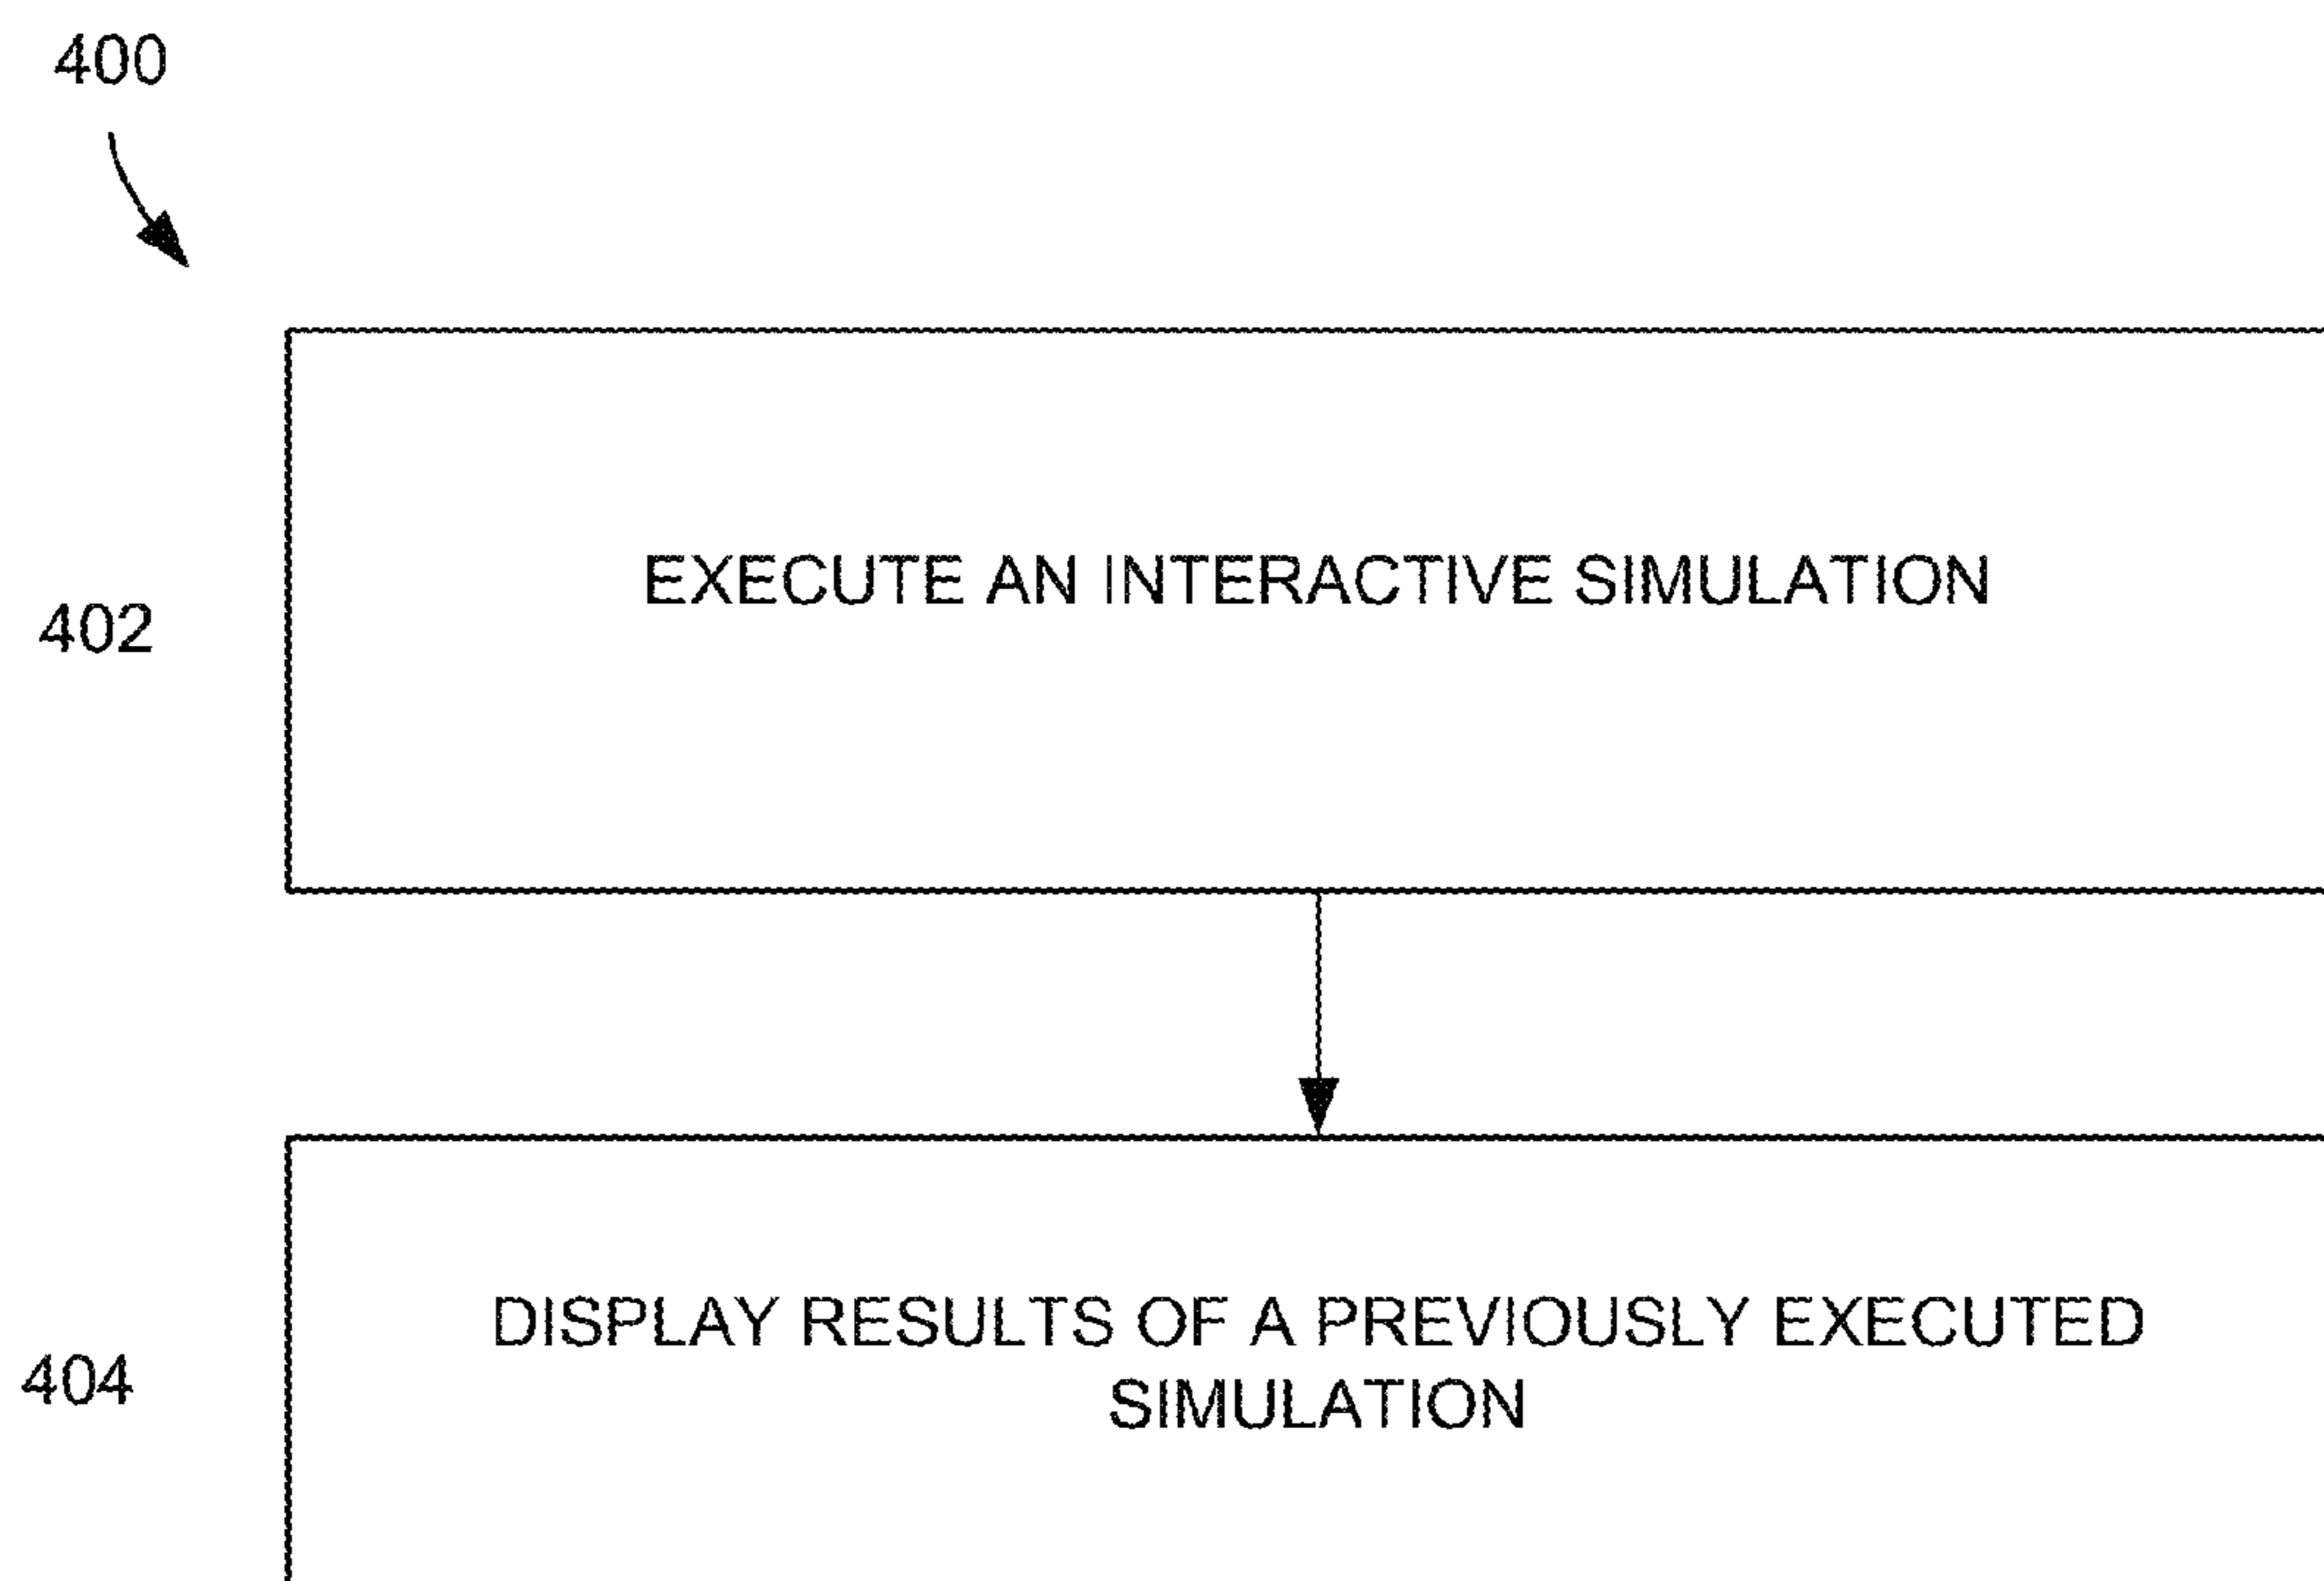 400
402
EXECUTE AN INTERACTIVE SIMULATION
404
DISPLAY RESULTS OF A PREVIOUSLY EXECUTED
SIMULATION